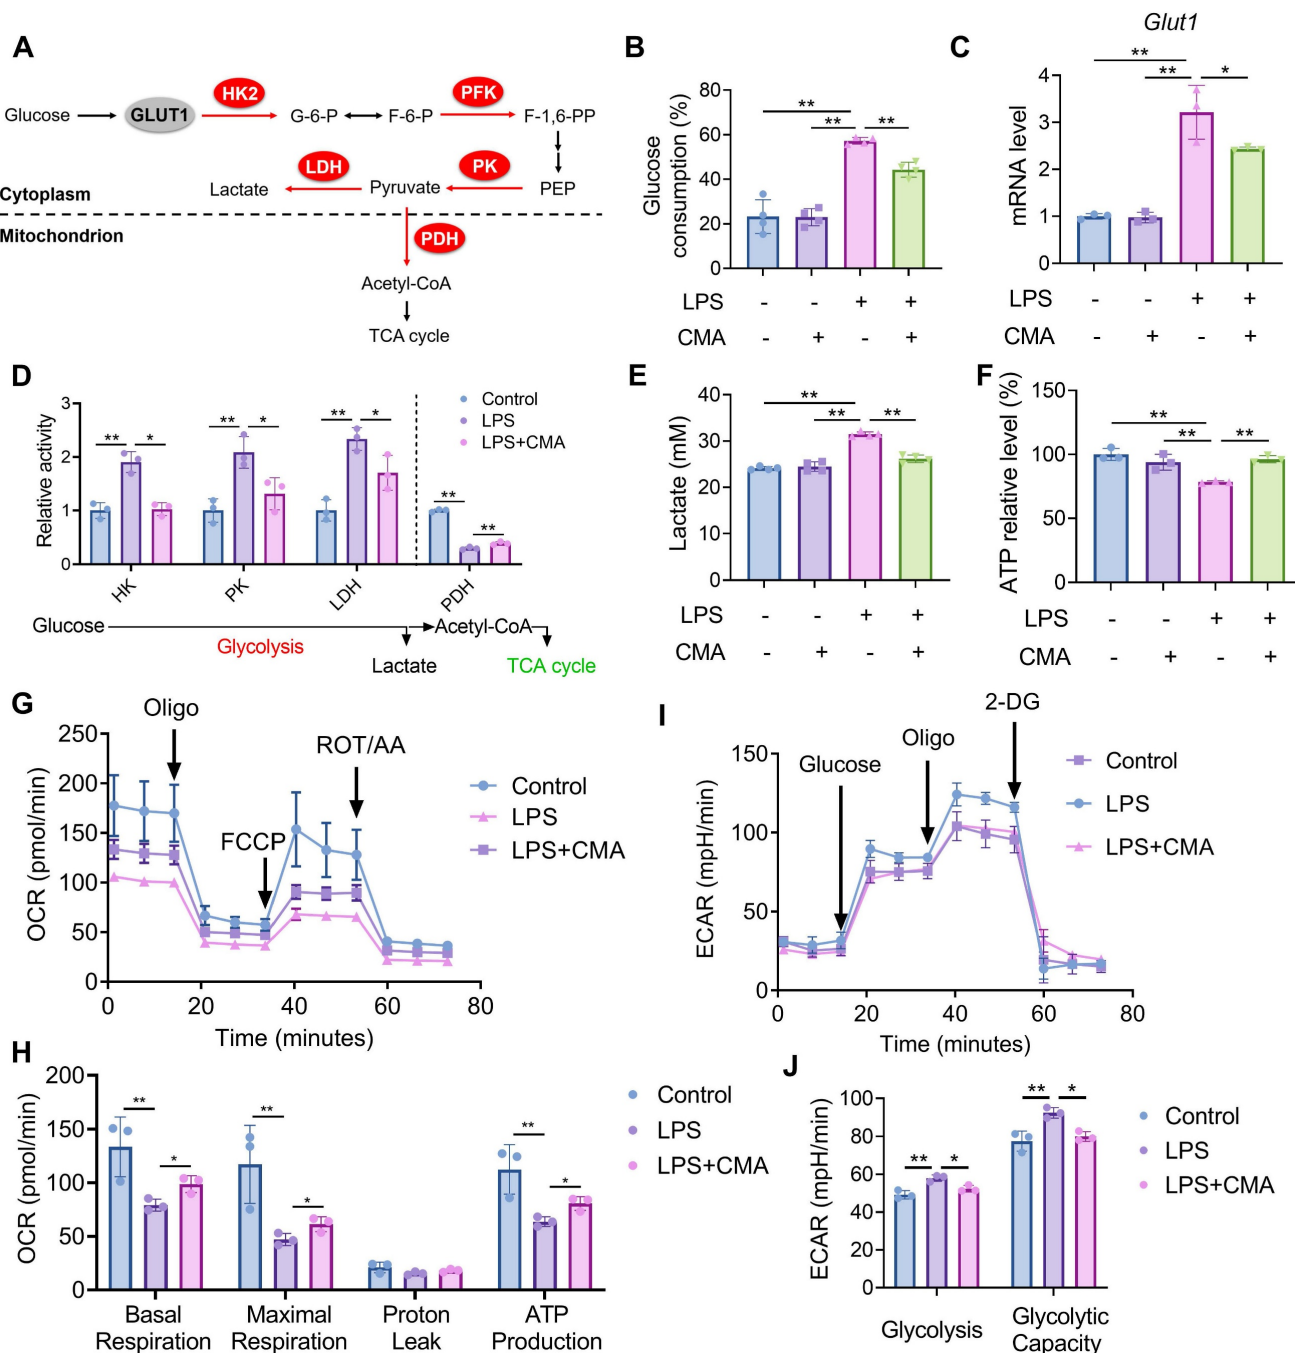 A
Glucose GLUT1 HK2 G-6-P F-6-P PFK F-1,6-PP
Lactate LDH Pyruvate PK PEP
Cytoplasm
Mitochondrion
PDH
Acetyl-CoA
TCA cycle
B
Glucose
consumption (%)
80
60
40
20
0
** ** **
LPS - - + +
CMA - + - +
C
Glut1
mRNA level
4
3
2
1
0
** ** *
LPS - - + +
CMA - + - +
D
Relative activity
3
2
1
0
** * ** * ** * ** **
Control
LPS
LPS+CMA
HK PK LDH PDH
Glucose Acetyl-CoA
Glycolysis
Lactate TCA cycle
E
Lactate (mM)
40
30
20
10
0
** ** **
LPS - - + +
CMA - + - +
F
ATP relative level (%)
150
100
50
0
** ** **
LPS - - + +
CMA - + - +
G
OCR (pmol/min)
250
200
150
100
50
0
Oligo
FCCP
ROT/AA
Control
LPS
LPS+CMA
0 20 40 60 80
Time (minutes)
I
ECAR (mpH/min)
150
100
50
0
Glucose
Oligo
2-DG
Control
LPS
LPS+CMA
0 20 40 60 80
Time (minutes)
H
OCR (pmol/min)
200
150
100
50
0
** * ** * ** *
Control
LPS
LPS+CMA
Basal Maximal Proton ATP
Respiration Respiration Leak Production
J
ECAR (mpH/min)
100
80
60
40
20
0
** * ** *
Control
LPS
LPS+CMA
Glycolysis Glycolytic
Capacity